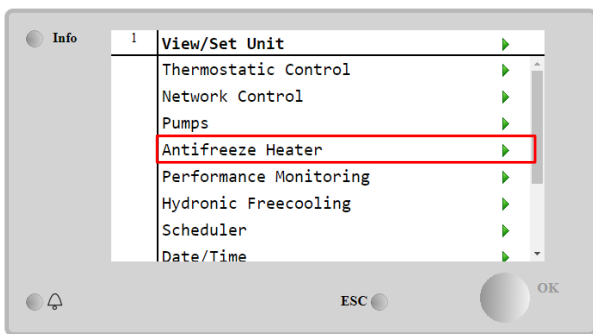 Info
1 View/Set Unit
Thermostatic Control
Network Control
Pumps
Antifreeze Heater
Performance Monitoring
Hydronic Freecooling
Scheduler
Date/Time
ESC
OK